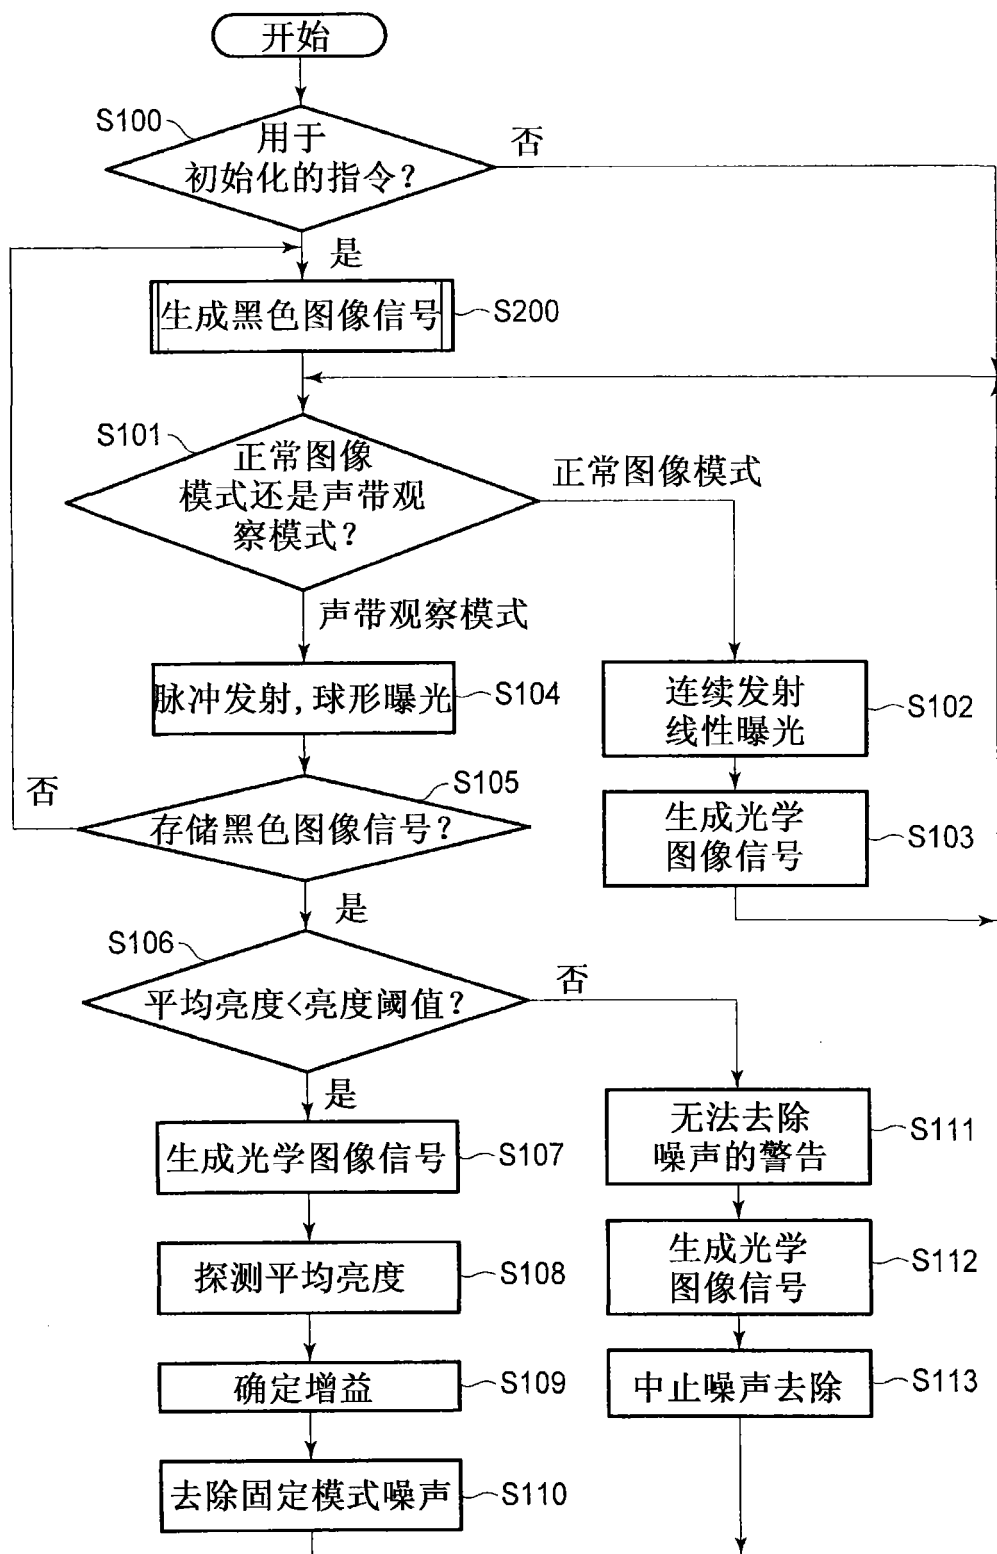 开始
S100
用于
初始化的指令？
否
是
生成黑色图像信号
S200
S101
正常图像
模式还是声带观
察模式？
正常图像模式
声带观察模式
脉冲发射，球形曝光
S104
连续发射
线性曝光
S102
否
S105
存储黑色图像信号？
生成光学
图像信号
S103
是
S106
平均亮度<亮度阈值？
否
是
无法去除
噪声的警告
S111
生成光学图像信号
S107
生成光学
图像信号
S112
探测平均亮度
S108
确定增益
S109
中止噪声去除
S113
去除固定模式噪声
S110